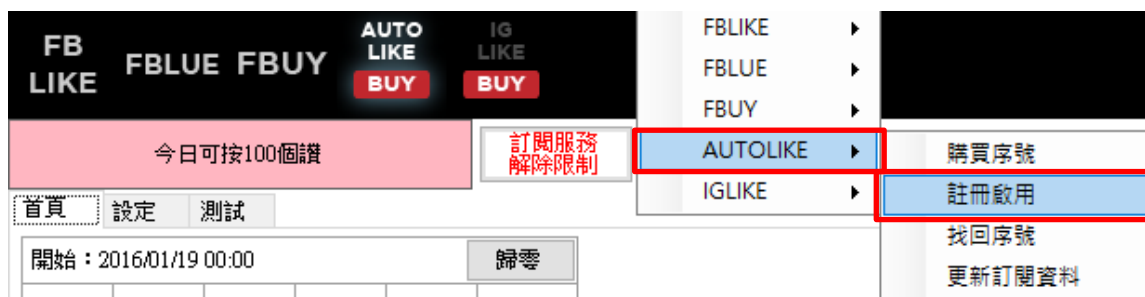 FB
LIKE
FBLUE
FBUY
AUTO
LIKE
BUY
IG
LIKE
BUY
今日可按100個讚
訂閱服務
解除限制
首頁
設定
測試
開始：2016/01/19 00:00
歸零
FBLIKE
FBLUE
FBUY
AUTOLIKE
IGLIKE
購買序號
註冊啟用
找回序號
更新訂閱資料